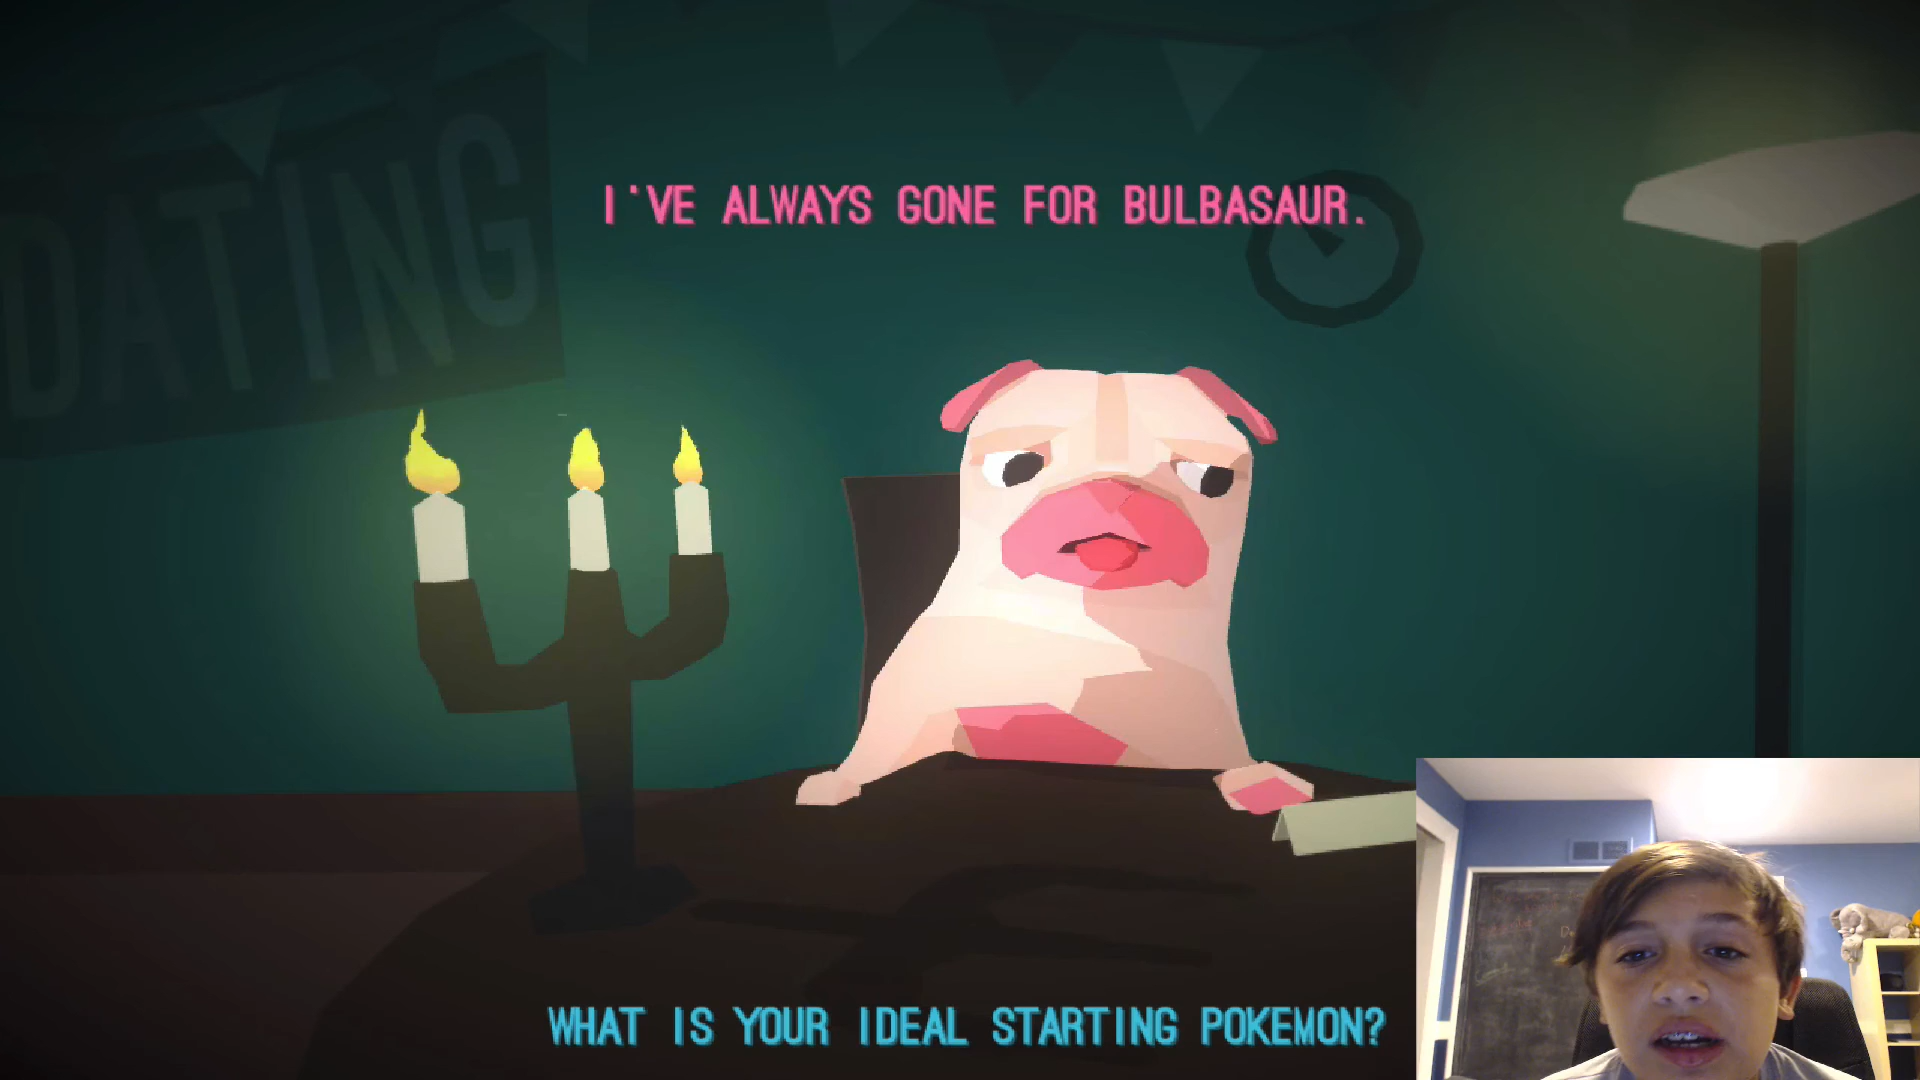 DATING
I'VE ALWAYS GONE FOR BULBASAUR.
WHAT IS YOUR IDEAL STARTING POKEMON?